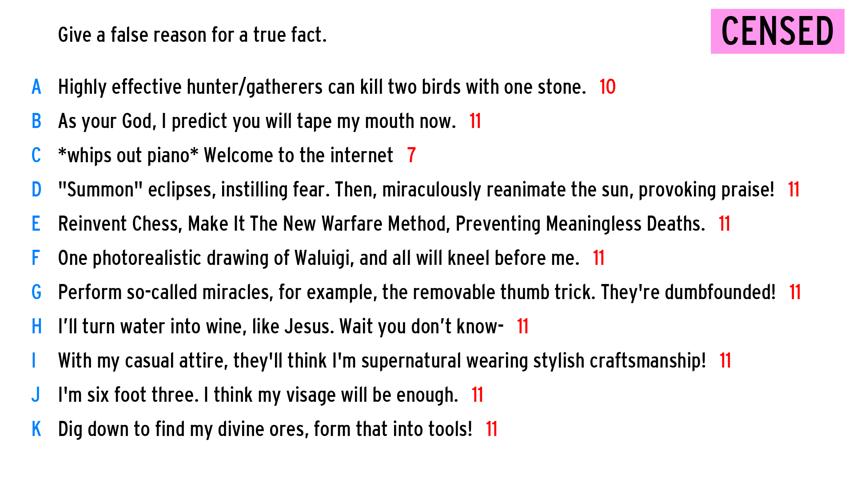 Give a false reason for a true fact.
CENSED
A Highly effective hunter/gatherers can kill two birds with one stone. 10
B As your God, I predict you will tape my mouth now. 11
C *whips out piano* Welcome to the internet 7
D "Summon" eclipses, instilling fear. Then, miraculously reanimate the sun, provoking praise! 11
E Reinvent Chess, Make It The New Warfare Method, Preventing Meaningless Deaths. 11
F One photorealistic drawing of Waluigi, and all will kneel before me. 11
G Perform so-called miracles, for example, the removable thumb trick. They're dumbfounded! 11
H I’ll turn water into wine, like Jesus. Wait you don’t know- 11
I With my casual attire, they'll think I'm supernatural wearing stylish craftsmanship! 11
J I'm six foot three. I think my visage will be enough. 11
K Dig down to find my divine ores, form that into tools! 11